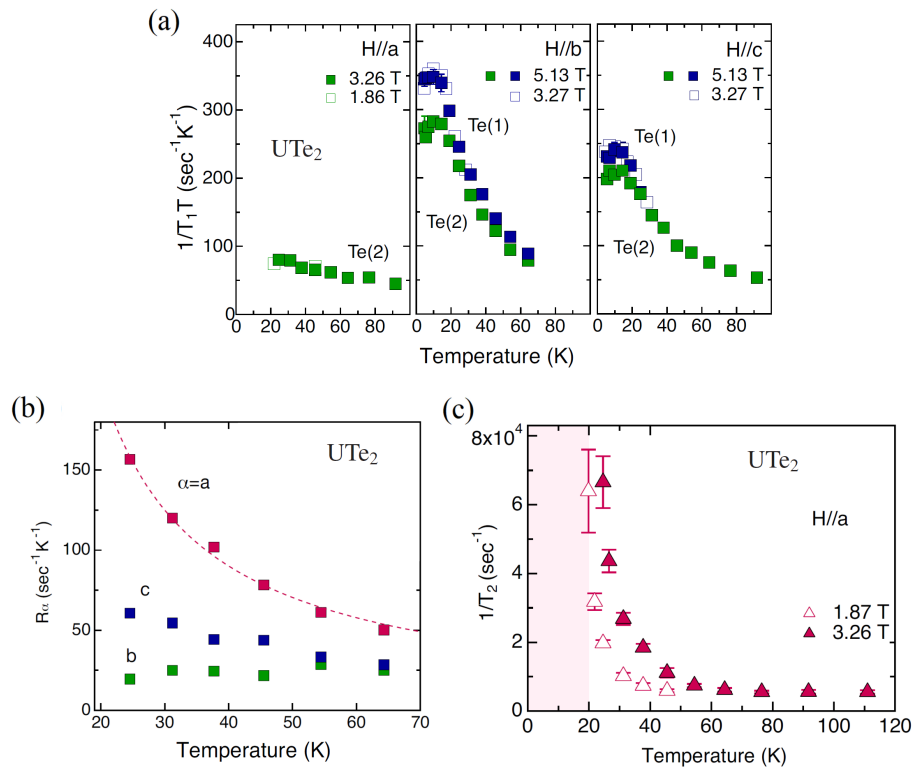 (a)
400
350
300
250
200
150
100
50
0
1/T₁T (sec⁻¹K⁻¹)
UTe₂
H//a
3.26 T
1.86 T
Te(2)
H//b
5.13 T
3.27 T
Te(1)
Te(2)
H//c
5.13 T
3.27 T
Te(1)
Te(2)
0 20 40 60 80 0 20 40 60 80 0 20 40 60 80
Temperature (K)
(b)
UTe₂
150
100
50
0
Rα (sec⁻¹K⁻¹)
α=a
c
b
20 30 40 50 60 70
Temperature (K)
(c)
8x10⁴
6
4
2
0
1/T₂ (sec⁻¹)
UTe₂
H//a
1.87 T
3.26 T
0 20 40 60 80 100 120
Temperature (K)